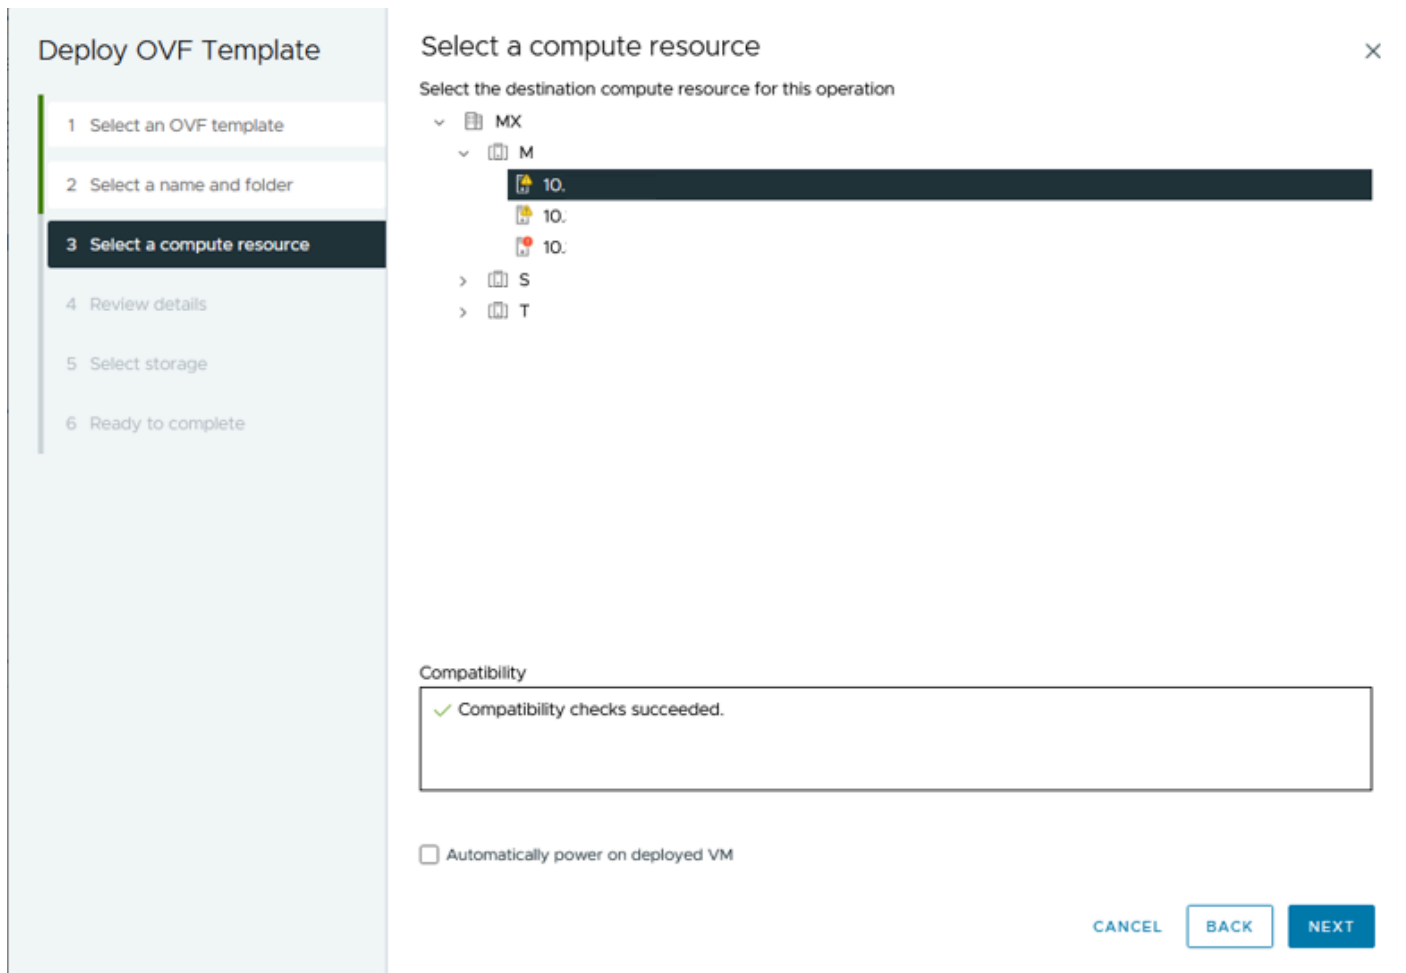 Deploy OVF Template
1 Select an OVF template
2 Select a name and folder
3 Select a compute resource
4 Review details
5 Select storage
6 Ready to complete
Select a compute resource
Select the destination compute resource for this operation
MX
M
10.
10.
10.
S
T
Compatibility
Compatibility checks succeeded.
Automatically power on deployed VM
CANCEL
BACK
NEXT